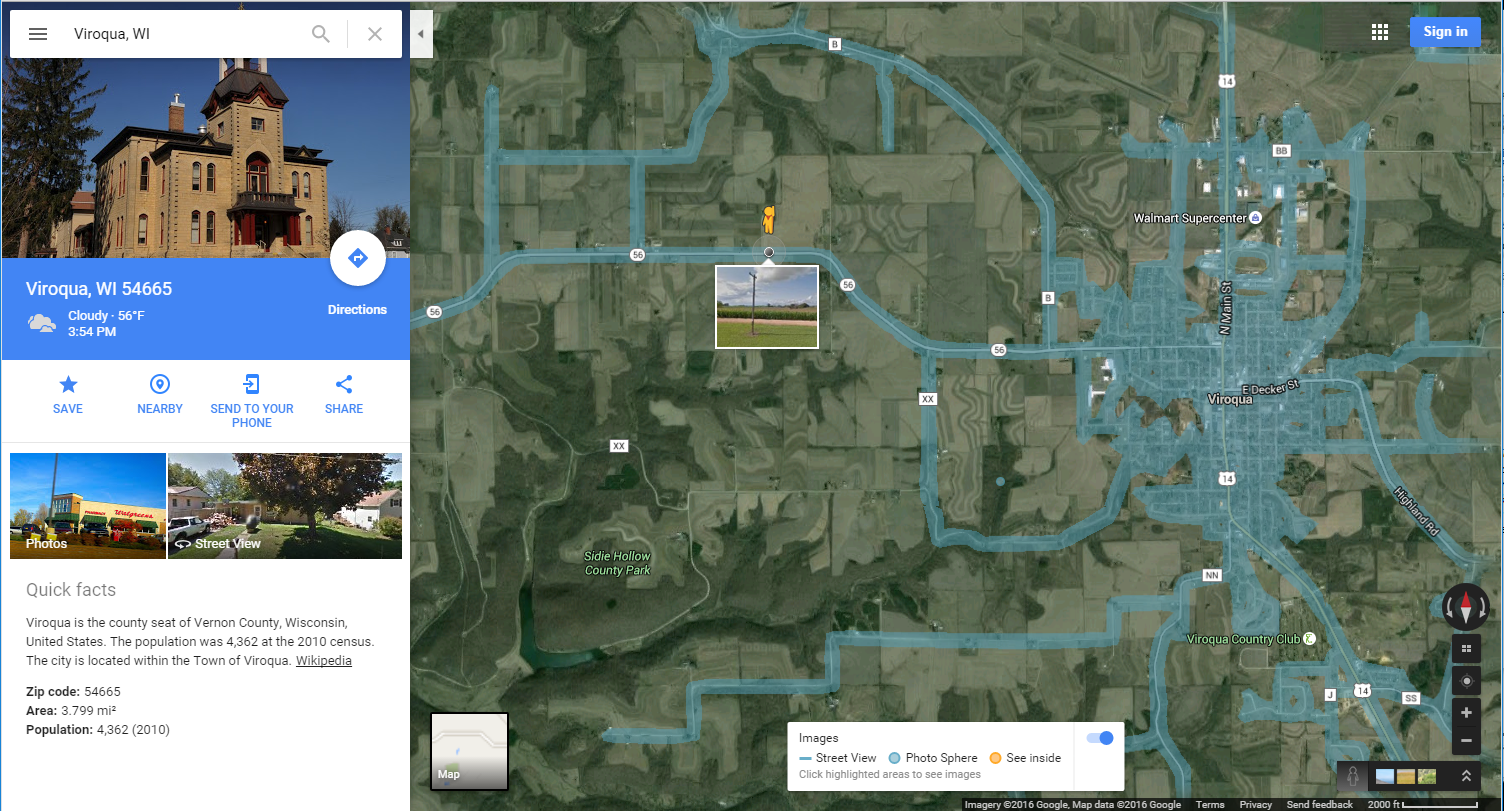 Viroqua, WI
Sign in
Viroqua, WI 54665
Cloudy · 56°F
3:54 PM
Directions
SAVE
NEARBY
SEND TO YOUR
PHONE
SHARE
PHARMACY
Walgreens
Photos
Street View
Quick facts
Viroqua is the county seat of Vernon County, Wisconsin,
United States. The population was 4,362 at the 2010 census.
The city is located within the Town of Viroqua. Wikipedia
Zip code: 54665
Area: 3.799 mi²
Population: 4,362 (2010)
B
14
BB
Walmart Supercenter
56
56
56
B
N Main St
56
E Decker St
Viroqua
XX
XX
14
Highland Rd
Sidie Hollow
County Park
NN
Viroqua Country Club
J
14
SS
Map
Images
Street View
Photo Sphere
See inside
Click highlighted areas to see images
Imagery ©2016 Google, Map data ©2016 Google
Terms
Privacy
Send feedback
2000 ft